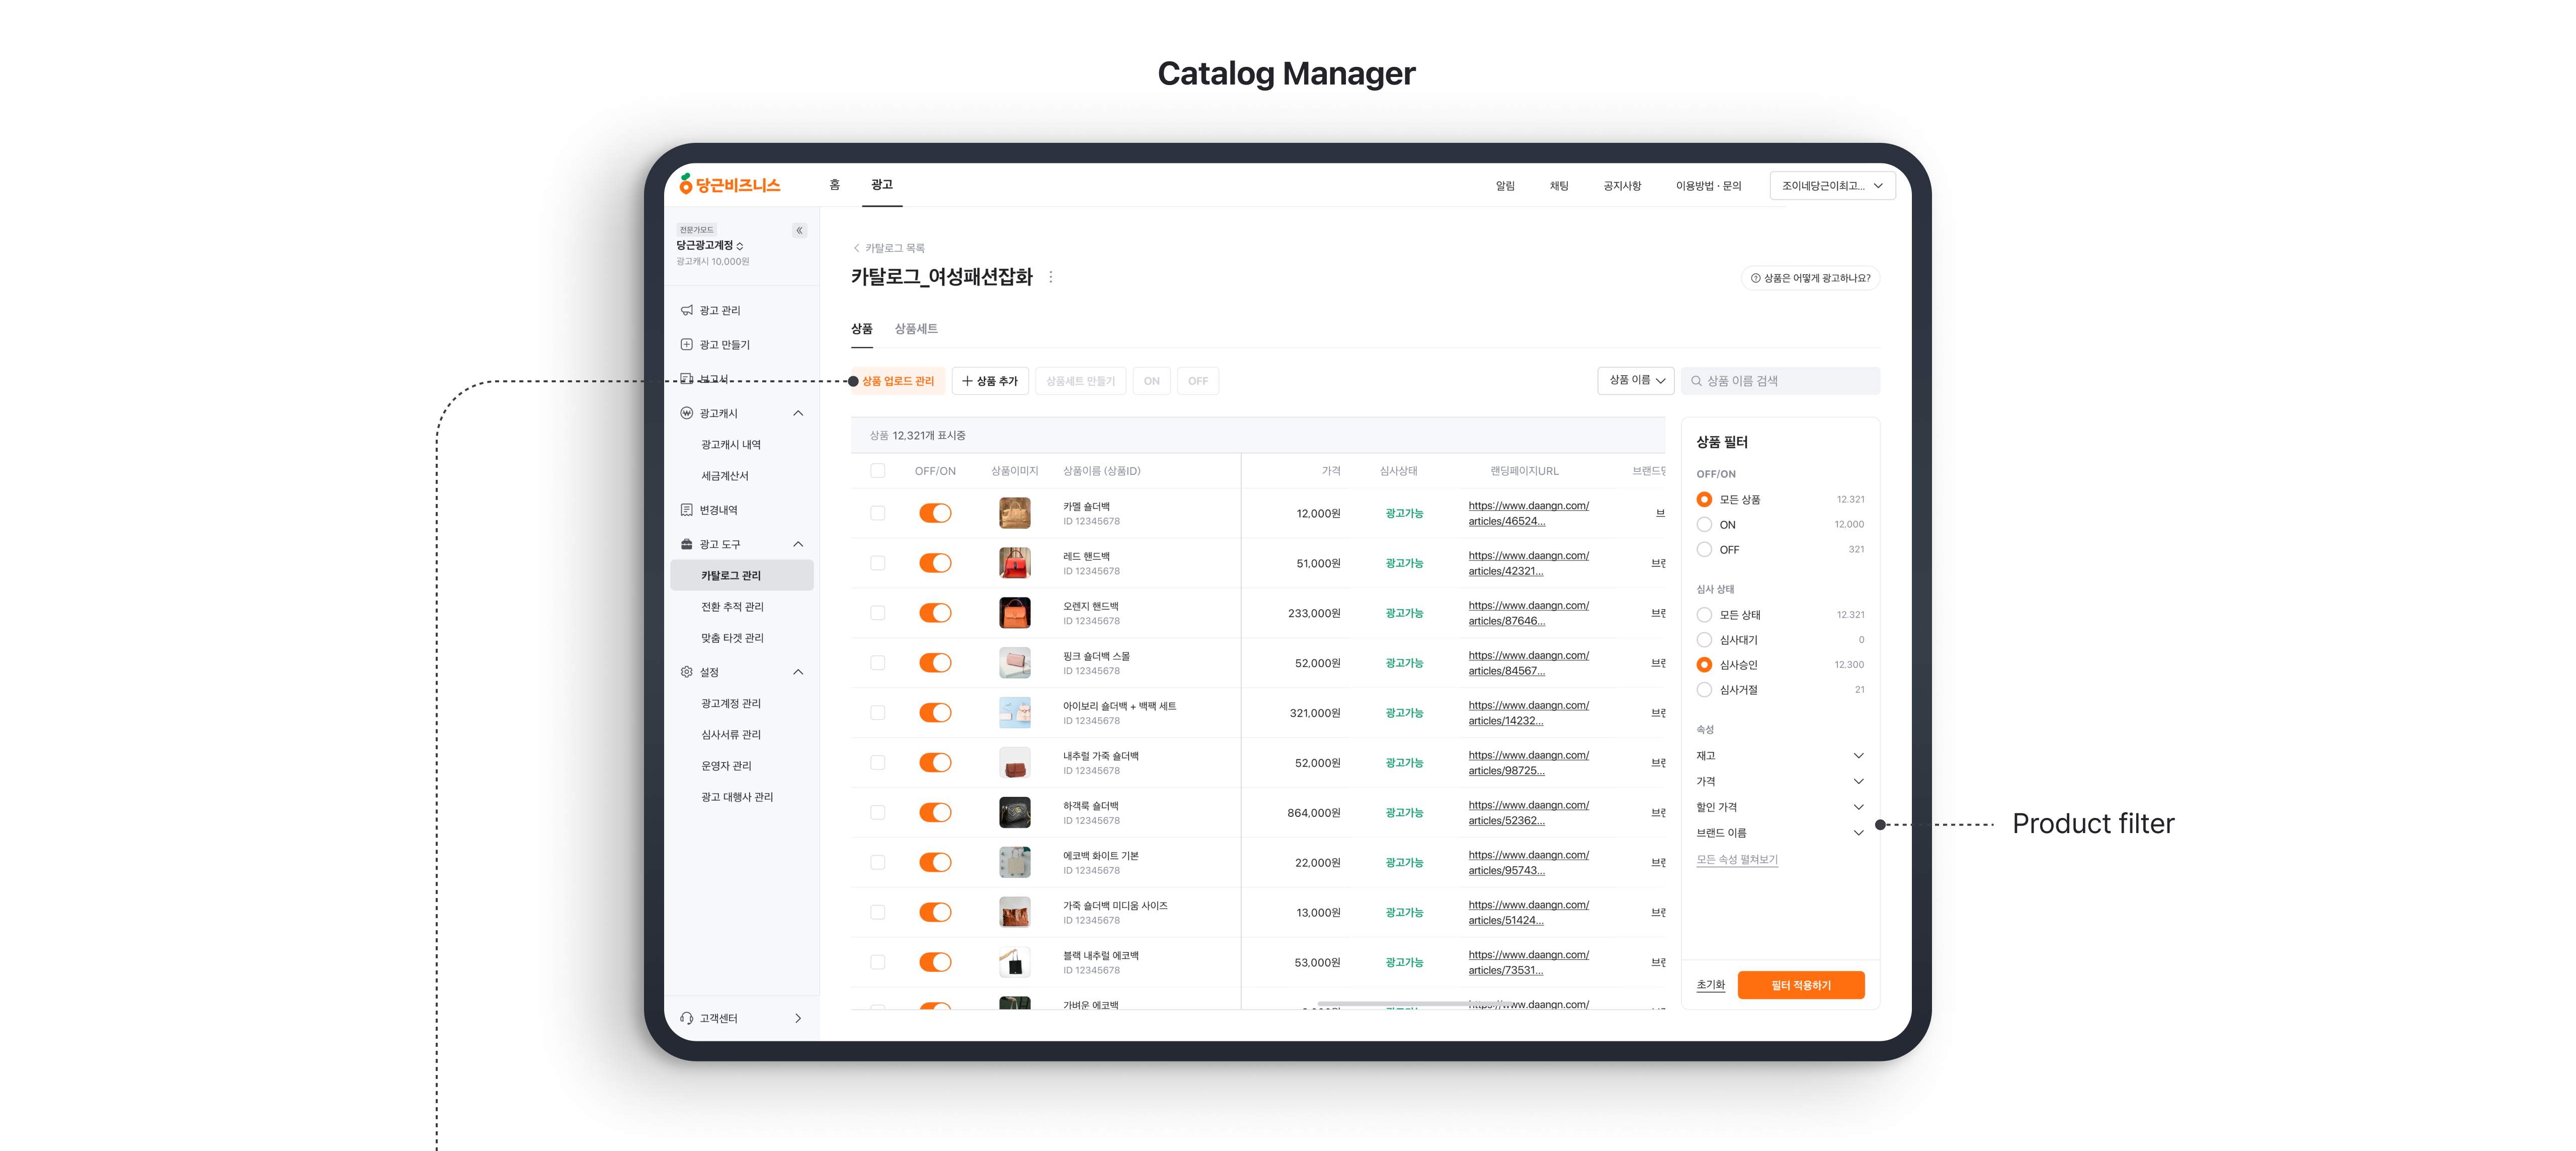 Catalog Manager
당근비즈니스
홈
광고
알림
채팅
공지사항
이용방법 · 문의
조이네당근이최고...
전문가모드
당근광고계정
광고캐시 10,000원
광고 관리
광고 만들기
보고서
광고캐시
광고캐시 내역
세금계산서
변경내역
광고 도구
카탈로그 관리
전환 추적 관리
맞춤 타겟 관리
설정
광고계정 관리
심사서류 관리
운영자 관리
광고 대행사 관리
고객센터
카탈로그 목록
카탈로그_여성패션잡화
상품은 어떻게 광고하나요?
상품
상품세트
상품 업로드 관리
상품 추가
상품세트 만들기
ON
OFF
상품 이름
상품 이름 검색
상품 12,321개 표시중
OFF/ON 상품이미지 상품이름 (상품ID) 가격 심사상태 랜딩페이지URL
카멜 숄더백
ID 12345678
12,000원
광고가능
https://www.daangn.com/
articles/46524...
레드 핸드백
ID 12345678
51,000원
광고가능
https://www.daangn.com/
articles/42321...
오렌지 핸드백
ID 12345678
233,000원
광고가능
https://www.daangn.com/
articles/87646...
핑크 숄더백 스몰
ID 12345678
52,000원
광고가능
https://www.daangn.com/
articles/84567...
아이보리 숄더백 + 백팩 세트
ID 12345678
321,000원
광고가능
https://www.daangn.com/
articles/14232...
내추럴 가죽 숄더백
ID 12345678
52,000원
광고가능
https://www.daangn.com/
articles/98725...
하객룩 숄더백
ID 12345678
864,000원
광고가능
https://www.daangn.com/
articles/52362...
에코백 화이트 기본
ID 12345678
22,000원
광고가능
https://www.daangn.com/
articles/95743...
가죽 숄더백 미디움 사이즈
ID 12345678
13,000원
광고가능
https://www.daangn.com/
articles/51424...
블랙 내추럴 에코백
ID 12345678
53,000원
광고가능
https://www.daangn.com/
articles/73531...
가벼운 에코백
https://www.daangn.com/
상품 필터
OFF/ON
모든 상품 12.321
ON 12.000
OFF 321
심사 상태
모든 상태 12.321
심사대기 0
심사승인 12,300
심사거절 21
속성
재고
가격
할인 가격
브랜드 이름
모든 속성 펼쳐보기
초기화
필터 적용하기
Product filter